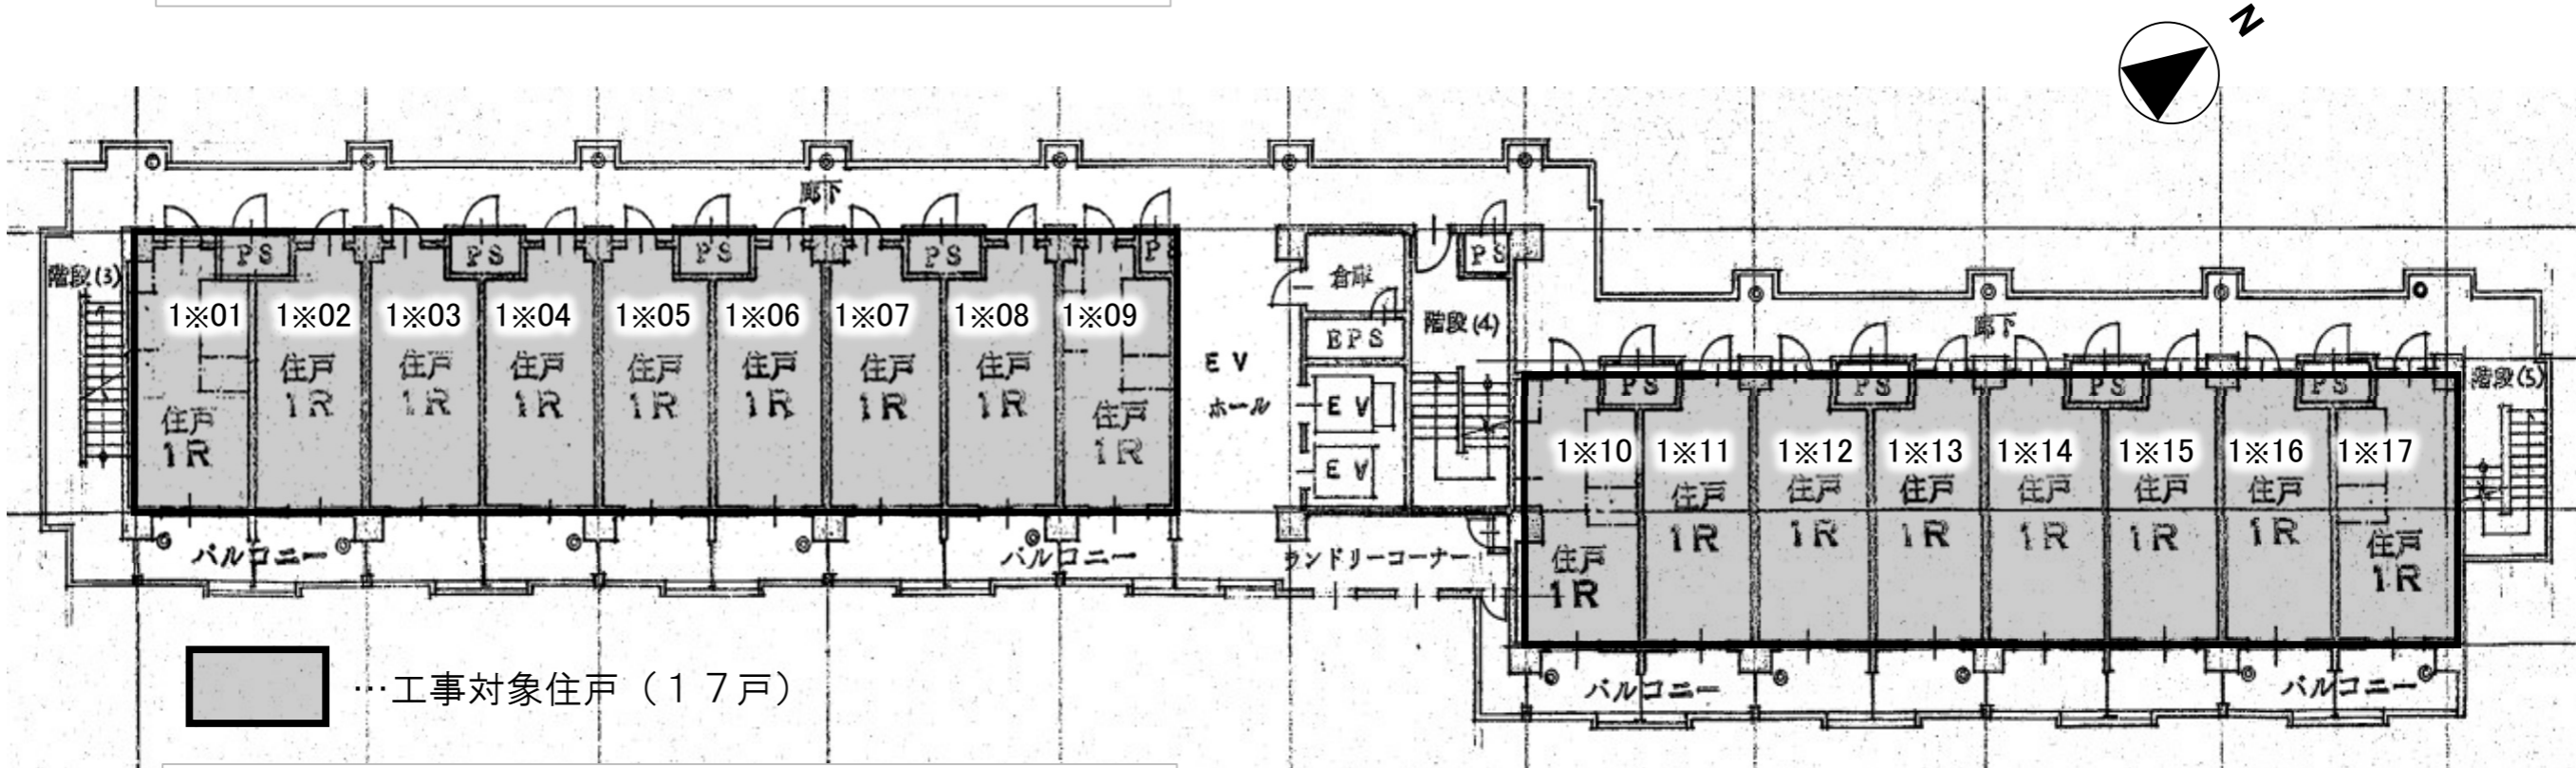 N
廊下
PS
PS
PS
PS
PS
PS
階段(3)
倉庫
階段(4)
EPS
1※01
1※02
1※03
1※04
1※05
1※06
1※07
1※08
1※09
住戸
1R
住戸
1R
住戸
1R
住戸
1R
住戸
1R
住戸
1R
住戸
1R
住戸
1R
住戸
1R
EV
ホール
EV
EV
廊下
PS
PS
PS
PS
階段(5)
1※10
1※11
1※12
1※13
1※14
1※15
1※16
1※17
住戸
1R
住戸
1R
住戸
1R
住戸
1R
住戸
1R
住戸
1R
住戸
1R
住戸
1R
バルコニー
バルコニー
ランドリーコーナー
バルコニー
バルコニー
…工事対象住戸（１７戸）